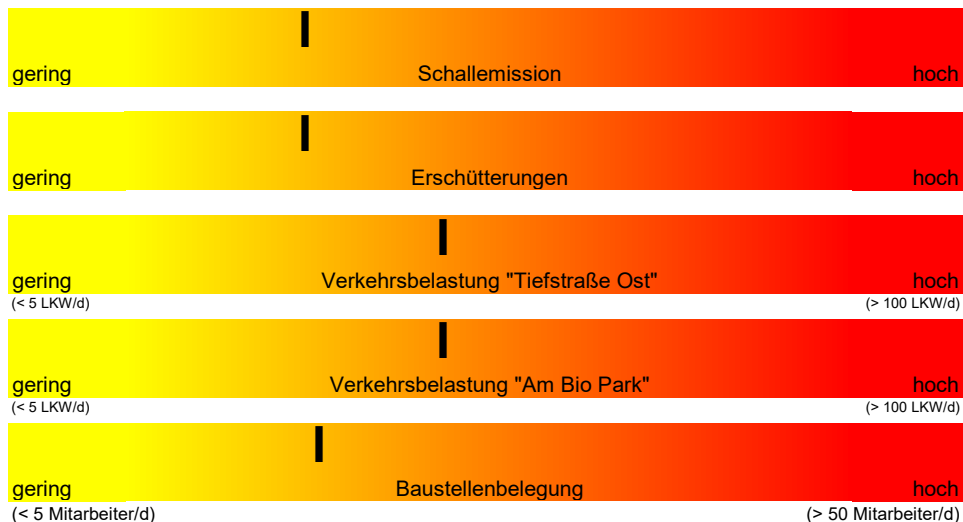 gering Schallemission hoch
gering Erschütterungen hoch
gering Verkehrsbelastung "Tiefstraße Ost" hoch
(< 5 LKW/d) (> 100 LKW/d)
gering Verkehrsbelastung "Am Bio Park" hoch
(< 5 LKW/d) (> 100 LKW/d)
gering Baustellenbelegung hoch
(< 5 Mitarbeiter/d) (> 50 Mitarbeiter/d)